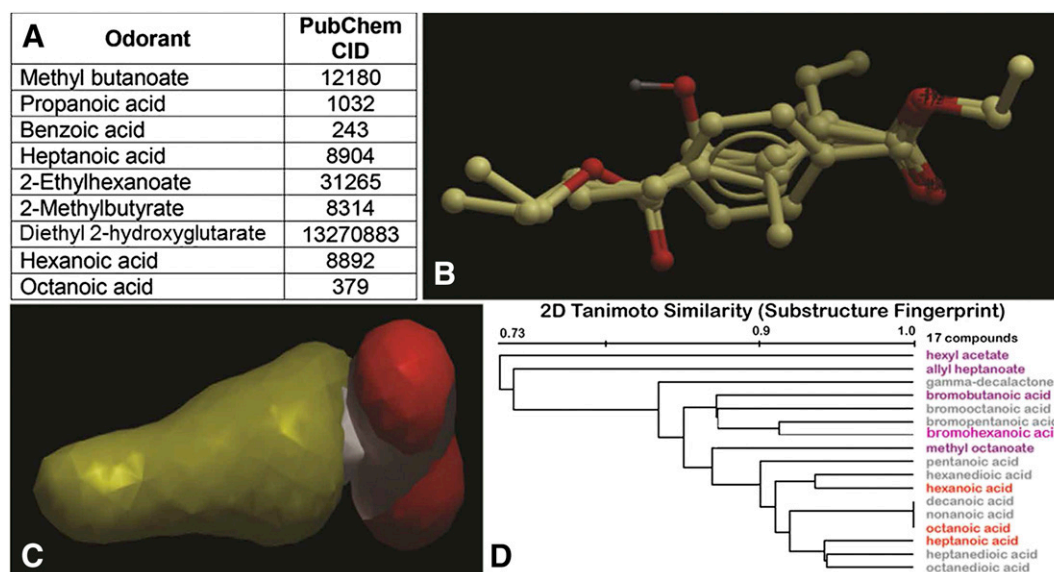 A
Odorant PubChem CID
Methyl butanoate 12180
Propanoic acid 1032
Benzoic acid 243
Heptanoic acid 8904
2-Ethylhexanoate 31265
2-Methylbutyrate 8314
Diethyl 2-hydroxyglutarate 13270883
Hexanoic acid 8892
Octanoic acid 379
B
C
2D Tanimoto Similarity (Substructure Fingerprint)
0.73 0.9 1.0 17 compounds
hexyl acetate
allyl heptanoate
gamma-decalactone
bromobutanoic acid
bromooctanoic acid
bromopentanoic acid
bromohexanoic acid
methyl octanoate
pentanoic acid
hexanedioic acid
hexanoic acid
decanoic acid
nonanoic acid
octanoic acid
heptanoic acid
heptanedioic acid
octanedioic acid
D